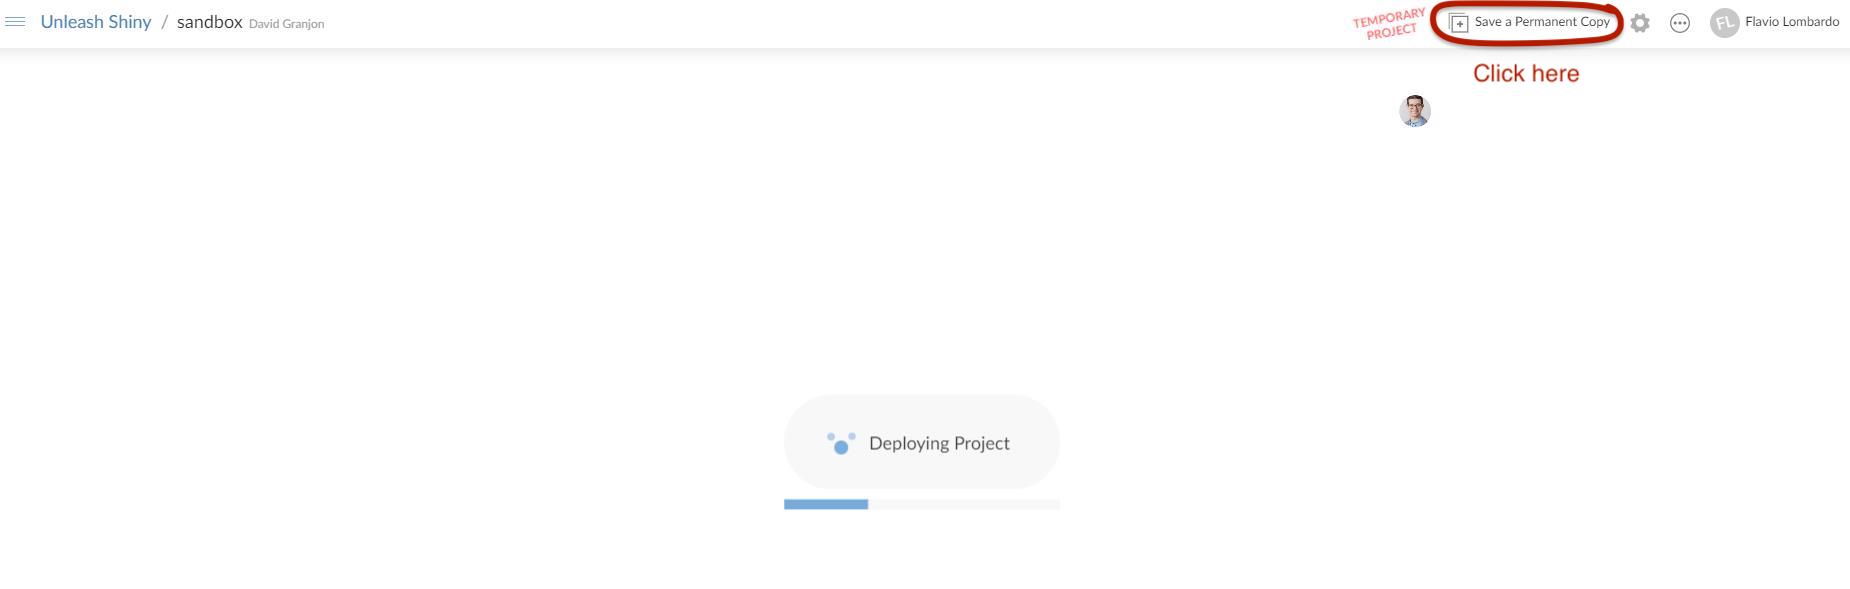 Unleash Shiny / sandbox David Granjon
TEMPORARY
PROJECT
Save a Permanent Copy
FL Flavio Lombardo
Click here
Deploying Project